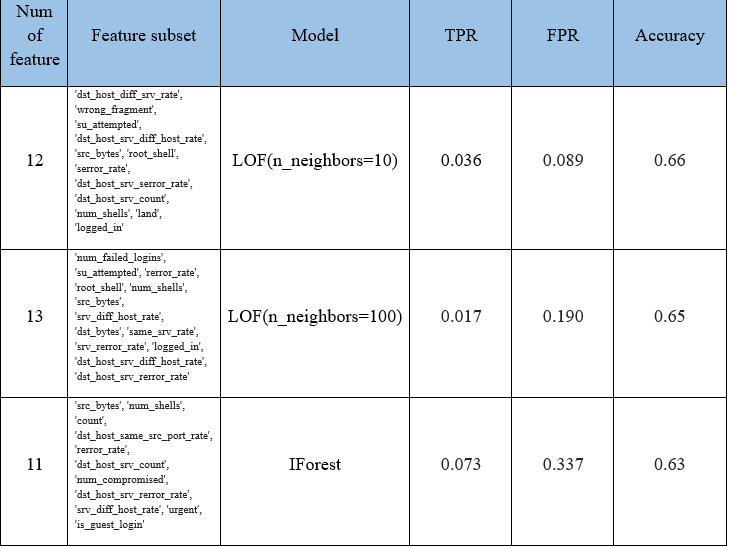 Num
of
feature
Feature subset
Model
TPR
FPR
Accuracy
12
'dst_host_diff_srv_rate',
'wrong_fragment',
'su_attempted',
'dst_host_srv_diff_host_rate',
'src_bytes', 'root_shell',
'serror_rate',
'dst_host_srv_serror_rate',
'dst_host_srv_count',
'num_shells', 'land',
'logged_in'
LOF(n_neighbors=10)
0.036
0.089
0.66
13
'num_failed_logins',
'su_attempted', 'rerror_rate',
'root_shell', 'num_shells',
'src_bytes',
'srv_diff_host_rate',
'dst_bytes', 'same_srv_rate',
'srv_rerror_rate', 'logged_in',
'dst_host_srv_diff_host_rate',
'dst_host_srv_rerror_rate'
LOF(n_neighbors=100)
0.017
0.190
0.65
11
'src_bytes', 'num_shells',
'count',
'dst_host_same_src_port_rate',
'rerror_rate',
'dst_host_srv_count',
'num_compromised',
'dst_host_srv_rerror_rate',
'srv_diff_host_rate', 'urgent',
'is_guest_login'
IForest
0.073
0.337
0.63